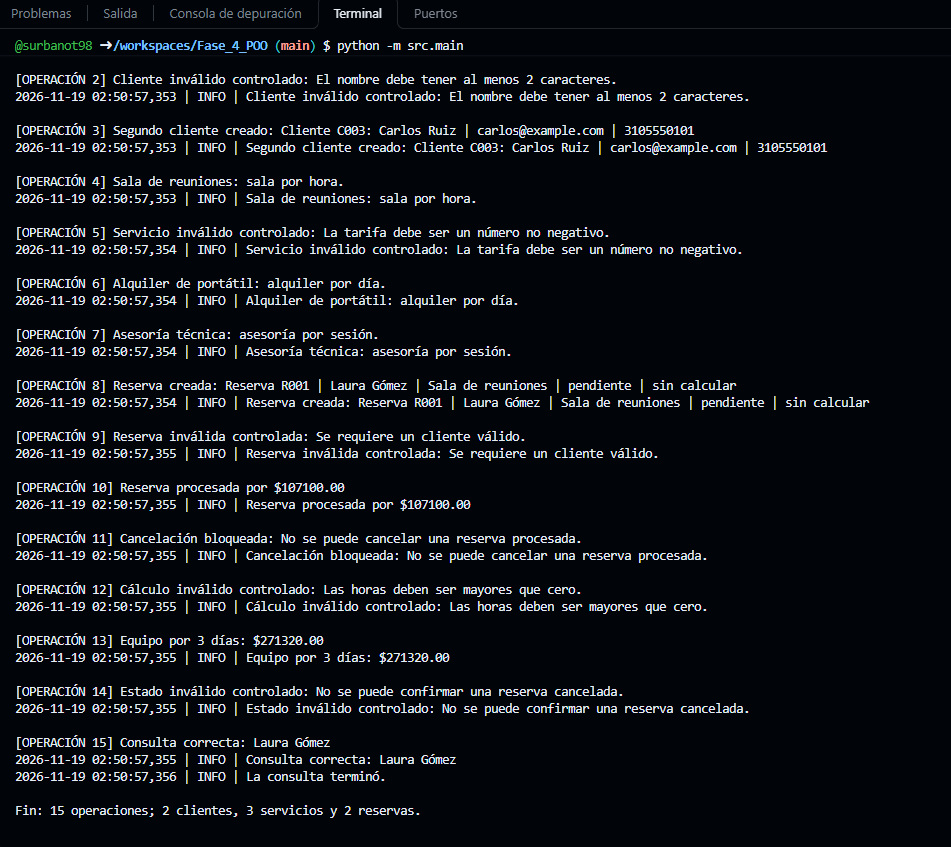 Problemas Salida Consola de depuración Terminal Puertos
@surbanot98 ➜/workspaces/Fase_4_POO (main) $ python -m src.main
[OPERACIÓN 2] Cliente inválido controlado: El nombre debe tener al menos 2 caracteres.
2026-11-19 02:50:57,353 | INFO | Cliente inválido controlado: El nombre debe tener al menos 2 caracteres.
[OPERACIÓN 3] Segundo cliente creado: Cliente C003: Carlos Ruiz | carlos@example.com | 3105550101
2026-11-19 02:50:57,353 | INFO | Segundo cliente creado: Cliente C003: Carlos Ruiz | carlos@example.com | 3105550101
[OPERACIÓN 4] Sala de reuniones: sala por hora.
2026-11-19 02:50:57,353 | INFO | Sala de reuniones: sala por hora.
[OPERACIÓN 5] Servicio inválido controlado: La tarifa debe ser un número no negativo.
2026-11-19 02:50:57,354 | INFO | Servicio inválido controlado: La tarifa debe ser un número no negativo.
[OPERACIÓN 6] Alquiler de portátil: alquiler por día.
2026-11-19 02:50:57,354 | INFO | Alquiler de portátil: alquiler por día.
[OPERACIÓN 7] Asesoría técnica: asesoría por sesión.
2026-11-19 02:50:57,354 | INFO | Asesoría técnica: asesoría por sesión.
[OPERACIÓN 8] Reserva creada: Reserva R001 | Laura Gómez | Sala de reuniones | pendiente | sin calcular
2026-11-19 02:50:57,354 | INFO | Reserva creada: Reserva R001 | Laura Gómez | Sala de reuniones | pendiente | sin calcular
[OPERACIÓN 9] Reserva inválida controlada: Se requiere un cliente válido.
2026-11-19 02:50:57,355 | INFO | Reserva inválida controlada: Se requiere un cliente válido.
[OPERACIÓN 10] Reserva procesada por $107100.00
2026-11-19 02:50:57,355 | INFO | Reserva procesada por $107100.00
[OPERACIÓN 11] Cancelación bloqueada: No se puede cancelar una reserva procesada.
2026-11-19 02:50:57,355 | INFO | Cancelación bloqueada: No se puede cancelar una reserva procesada.
[OPERACIÓN 12] Cálculo inválido controlado: Las horas deben ser mayores que cero.
2026-11-19 02:50:57,355 | INFO | Cálculo inválido controlado: Las horas deben ser mayores que cero.
[OPERACIÓN 13] Equipo por 3 días: $271320.00
2026-11-19 02:50:57,355 | INFO | Equipo por 3 días: $271320.00
[OPERACIÓN 14] Estado inválido controlado: No se puede confirmar una reserva cancelada.
2026-11-19 02:50:57,355 | INFO | Estado inválido controlado: No se puede confirmar una reserva cancelada.
[OPERACIÓN 15] Consulta correcta: Laura Gómez
2026-11-19 02:50:57,355 | INFO | Consulta correcta: Laura Gómez
2026-11-19 02:50:57,356 | INFO | La consulta terminó.
Fin: 15 operaciones; 2 clientes, 3 servicios y 2 reservas.